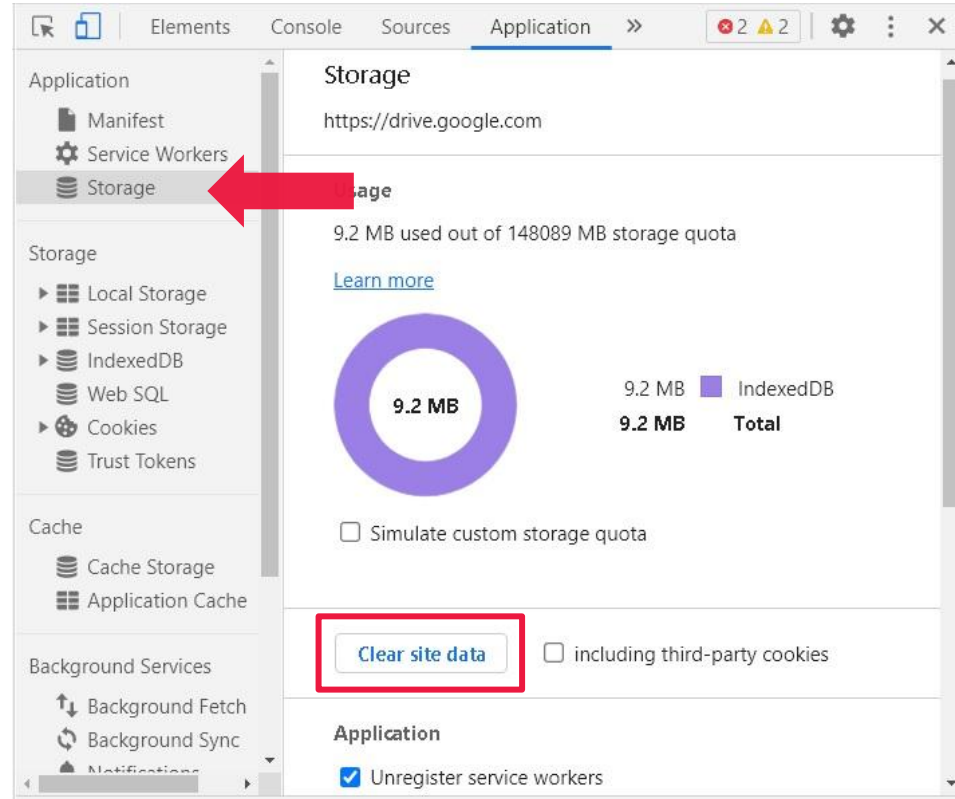 Elements Console Sources Application » 2 2
Application
Manifest
Service Workers
Storage
Storage
Local Storage
Session Storage
IndexedDB
Web SQL
Cookies
Trust Tokens
Cache
Cache Storage
Application Cache
Background Services
Background Fetch
Background Sync
Notifications
Storage
https://drive.google.com
Usage
9.2 MB used out of 148089 MB storage quota
Learn more
9.2 MB
9.2 MB IndexedDB
9.2 MB Total
Simulate custom storage quota
Clear site data including third-party cookies
Application
Unregister service workers